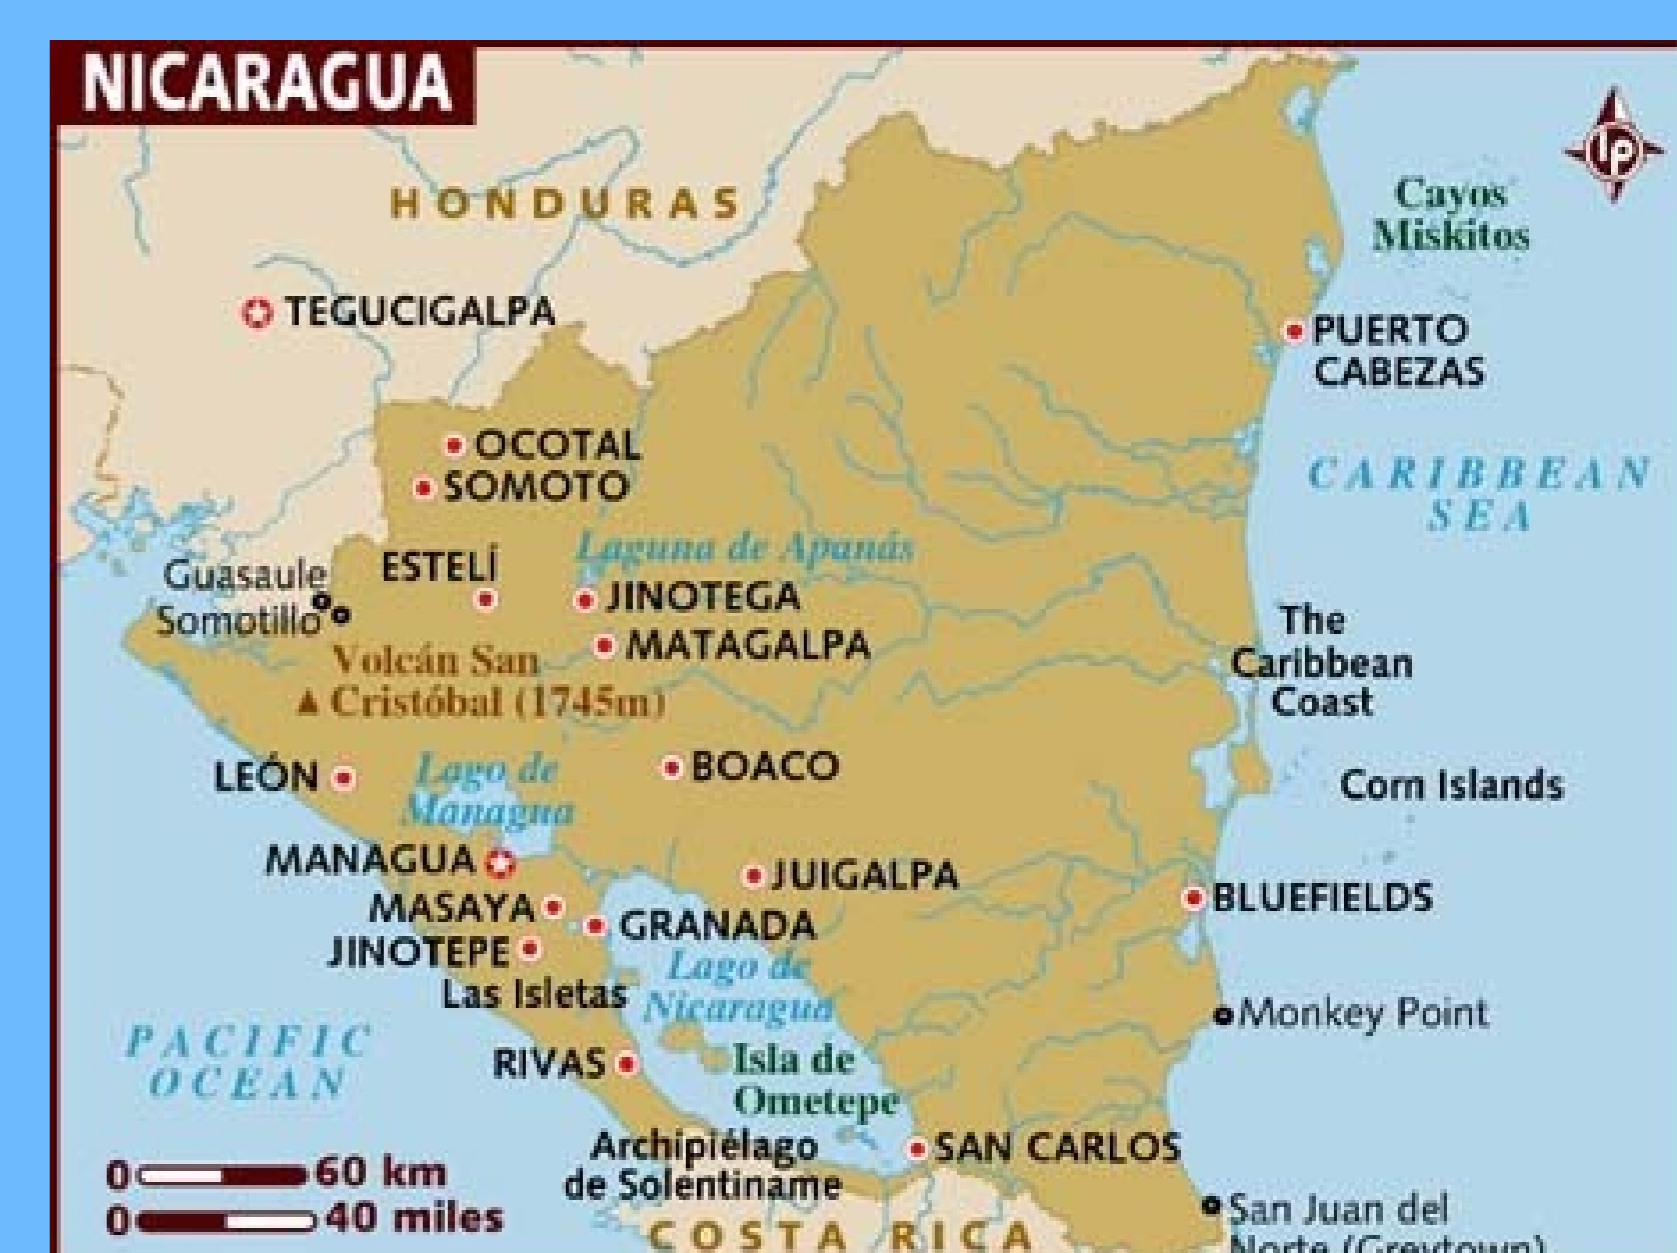 NICARAGUA
LP
HONDURAS
Cayos
Miskitos
TEGUCIGALPA
PUERTO
CABEZAS
OCOTAL
SOMOTO
CARIBBEAN
SEA
Laguna de Apanás
Guasaule
ESTELÍ
JINOTEGA
Somotillo
MATAGALPA
The
Caribbean
Coast
Volcán San
Cristóbal (1745m)
LEÓN
Lago de
Managua
BOACO
Corn Islands
MANAGUA
JUIGALPA
MASAYA
BLUEFIELDS
GRANADA
JINOTEPE
Lago de
Nicaragua
Las Isletas
Monkey Point
PACIFIC
OCEAN
RIVAS
Isla de
Ometepe
Archipiélago
de Solentiname
SAN CARLOS
0 60 km
0 40 miles
San Juan del
Norte (Greytown)
COSTA RICA